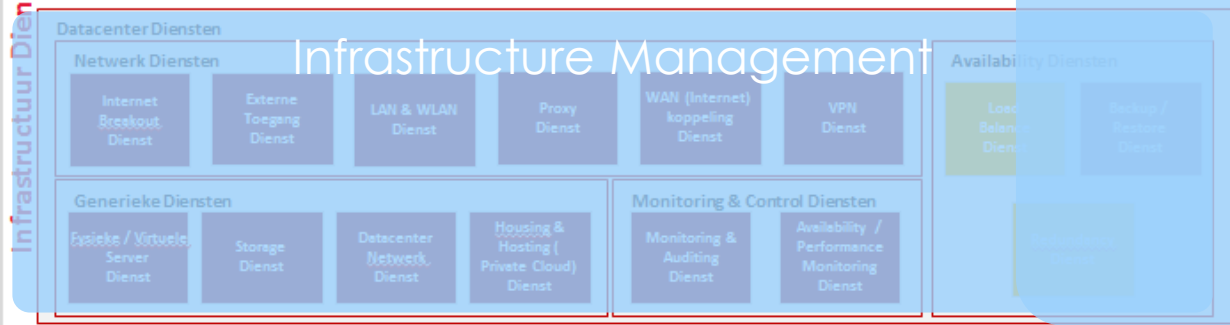 Infrastructuur Dien
Datacenter Diensten
Infrastructure Management
Netwerk Diensten
Internet
Breakout
Dienst
Externe
Toegang
Dienst
LAN & WLAN
Dienst
Proxy
Dienst
WAN (Internet)
koppeling
Dienst
VPN
Dienst
Availability Diensten
Load
Balance
Dienst
Backup /
Restore
Dienst
Generieke Diensten
Fysieke / Virtuele
Server
Dienst
Storage
Dienst
Datacenter
Netwerk
Dienst
Housing &
Hosting (
Private Cloud)
Dienst
Monitoring & Control Diensten
Monitoring &
Auditing
Dienst
Availability /
Performance
Monitoring
Dienst